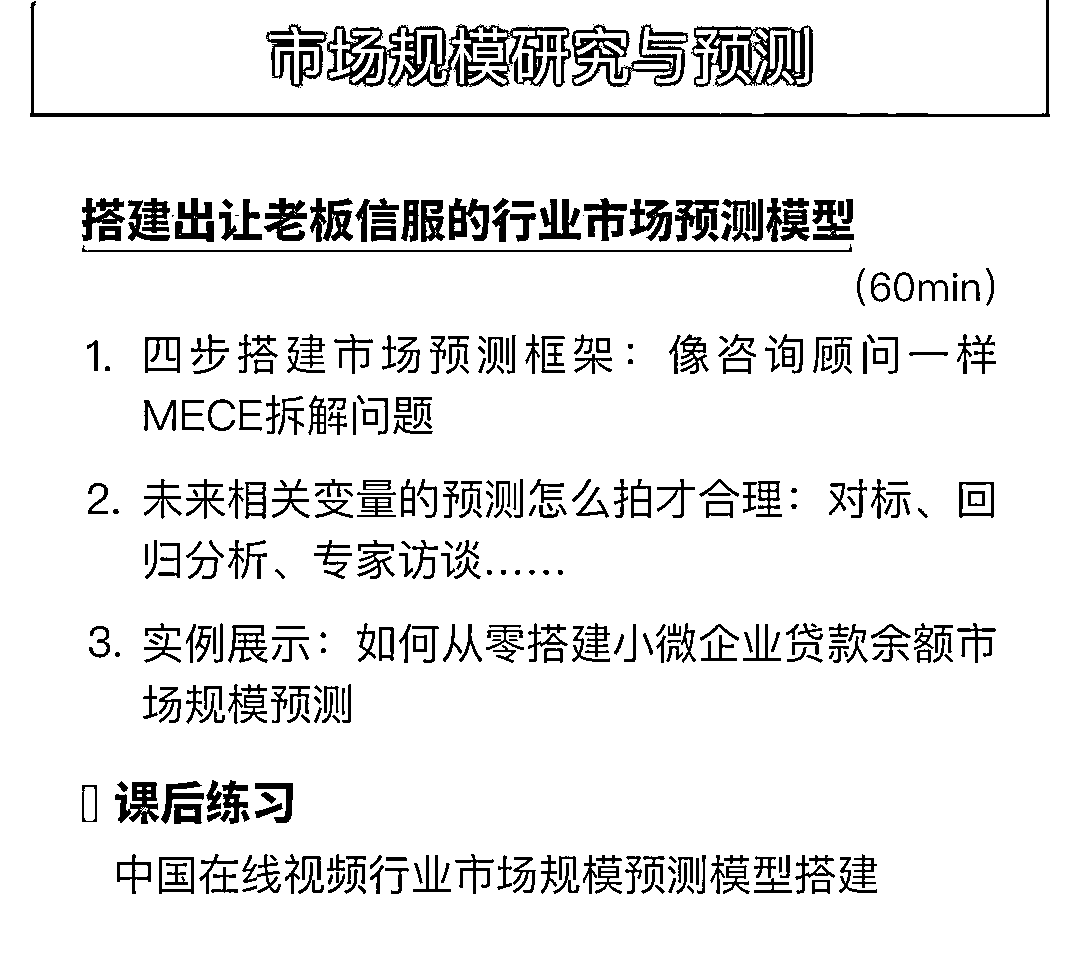 市场规模研究与预测
搭建出让老板信服的行业市场预测模型
(60min)
1. 四步搭建市场预测框架：像咨询顾问一样
MECE拆解问题
2. 未来相关变量的预测怎么拍才合理：对标、回
归分析、专家访谈......
3. 实例展示：如何从零搭建小微企业贷款余额市
场规模预测
课后练习
中国在线视频行业市场规模预测模型搭建